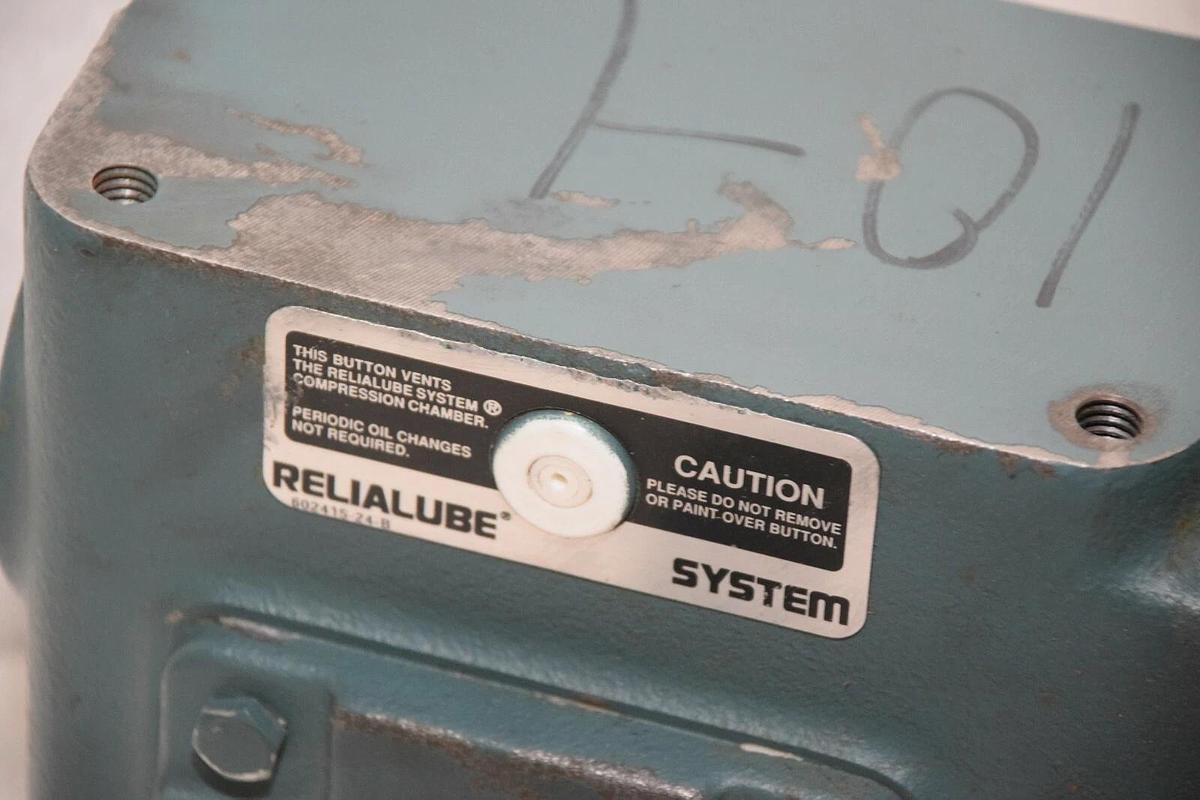 THIS BUTTON VENTS
THE RELIALUBE SYSTEM ®
COMPRESSION CHAMBER.
PERIODIC OIL CHANGES
NOT REQUIRED.
RELIALUBE®
602415-24-B
CAUTION
PLEASE DO NOT REMOVE
OR PAINT OVER BUTTON.
SYSTEM